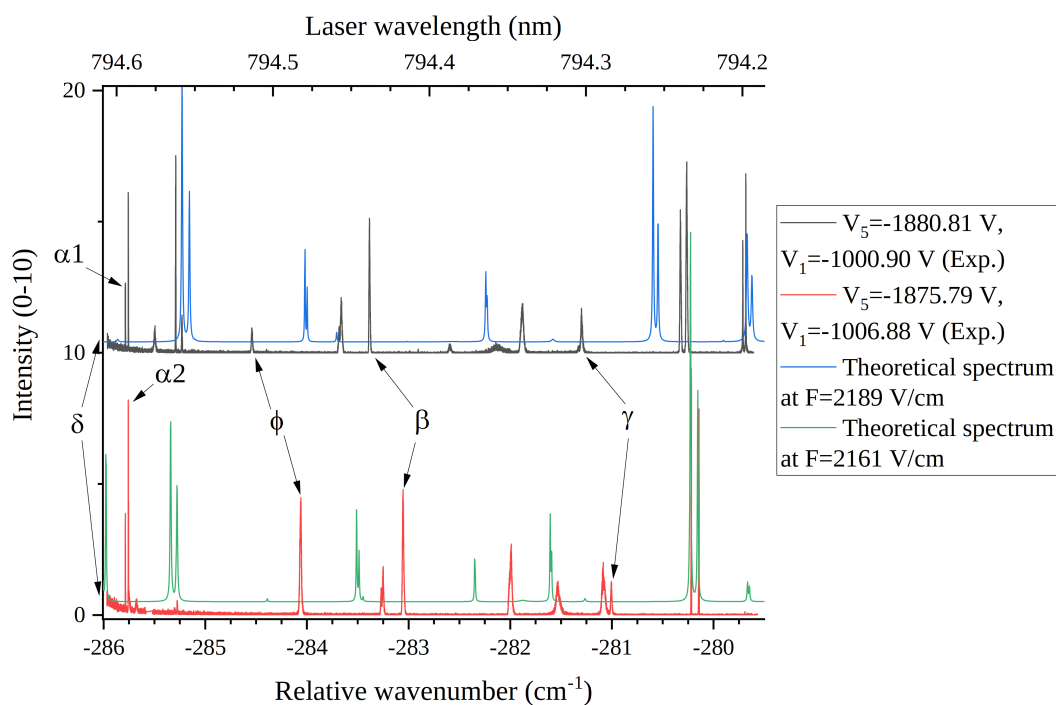 Laser wavelength (nm)
794.6 794.5 794.4 794.3 794.2
20
10
0
Intensity (0-10)
α1
α2
δ ϕ β γ
-286 -285 -284 -283 -282 -281 -280
Relative wavenumber (cm⁻¹)
V₅=-1880.81 V,
V₁=-1000.90 V (Exp.)
V₅=-1875.79 V,
V₁=-1006.88 V (Exp.)
Theoretical spectrum
at F=2189 V/cm
Theoretical spectrum
at F=2161 V/cm